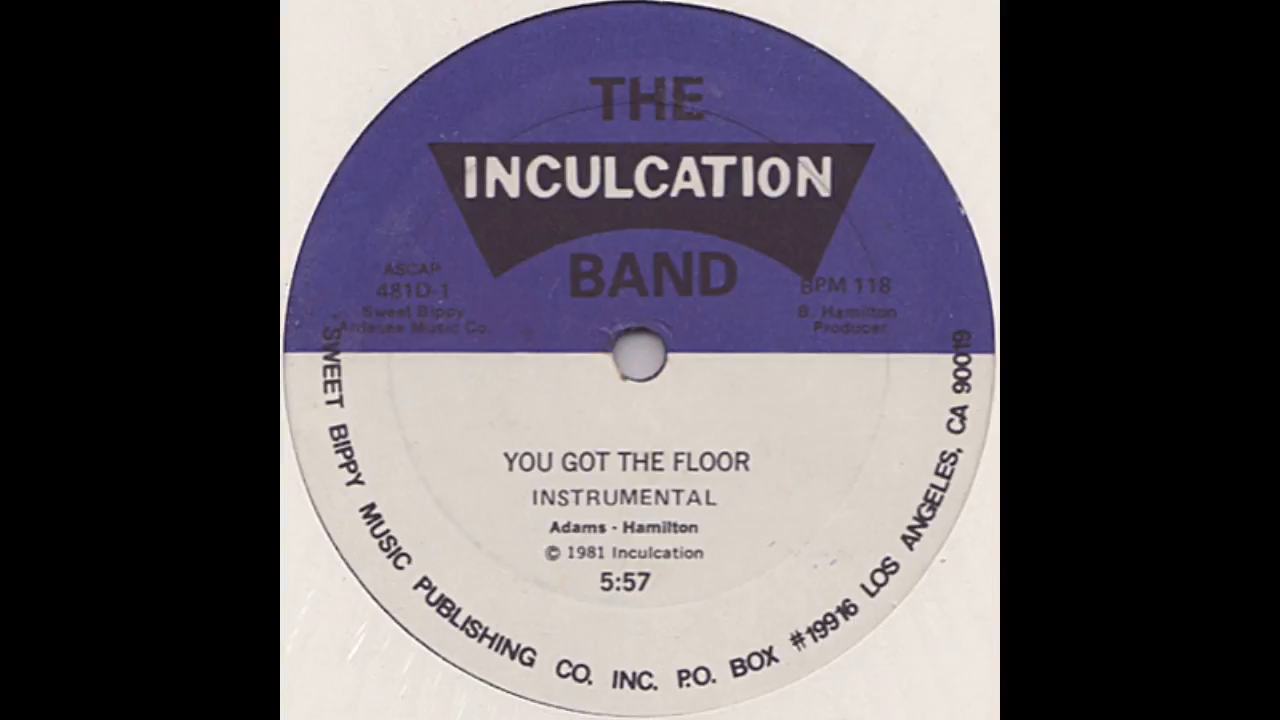 THE
INCULCATION
BAND
ASCAP
481D-1
Sweet Bippy
Ardesee Music Co.
BPM 118
B. Hamilton
Producer
YOU GOT THE FLOOR
INSTRUMENTAL
Adams - Hamilton
© 1981 Inculcation
5:57
SWEET BIPPY MUSIC PUBLISHING CO. INC. P.O. BOX #19916 LOS ANGELES, CA 90019